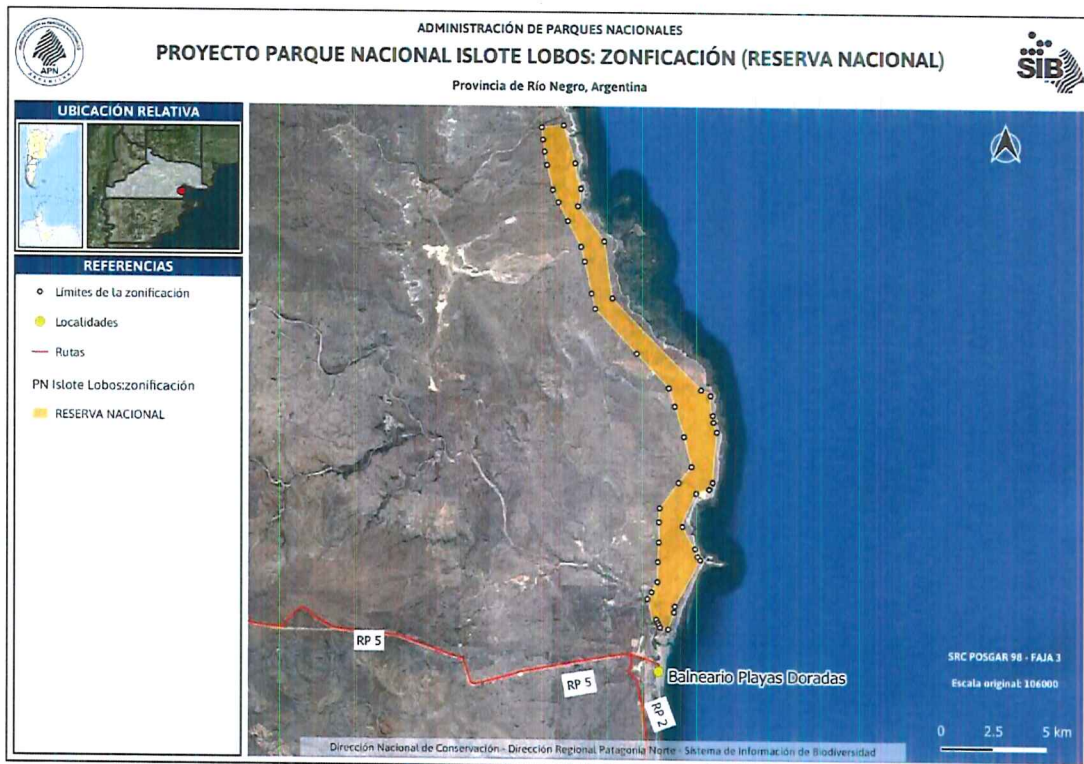 ADMINISTRACIÓN DE PARQUES NACIONALES
PROYECTO PARQUE NACIONAL ISLOTE LOBOS: ZONFICACIÓN (RESERVA NACIONAL)
Provincia de Río Negro, Argentina
APN
ARGENTINA
SIB
UBICACIÓN RELATIVA
REFERENCIAS
Límites de la zonificación
Localidades
Rutas
PN Islote Lobos:zonificación
RESERVA NACIONAL
RP 5
RP 5
RP 2
Balneario Playas Doradas
SRC POSGAR 98 - FAJA 3
Escala original: 106000
0 2.5 5 km
Dirección Nacional de Conservación - Dirección Regional Patagonia Norte - Sistema de Información de Biodiversidad